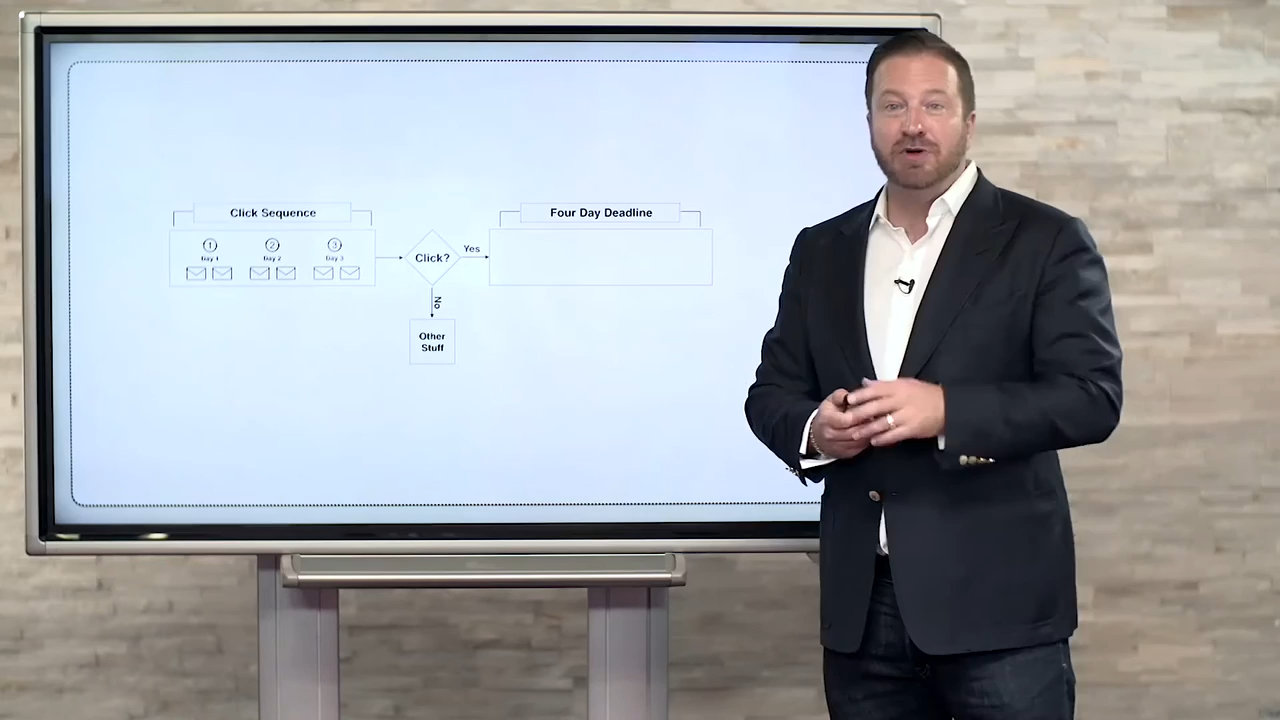 Click Sequence
Four Day Deadline
1 2 3
Day 1 Day 2 Day 3
Click?
Yes
No
Other
Stuff